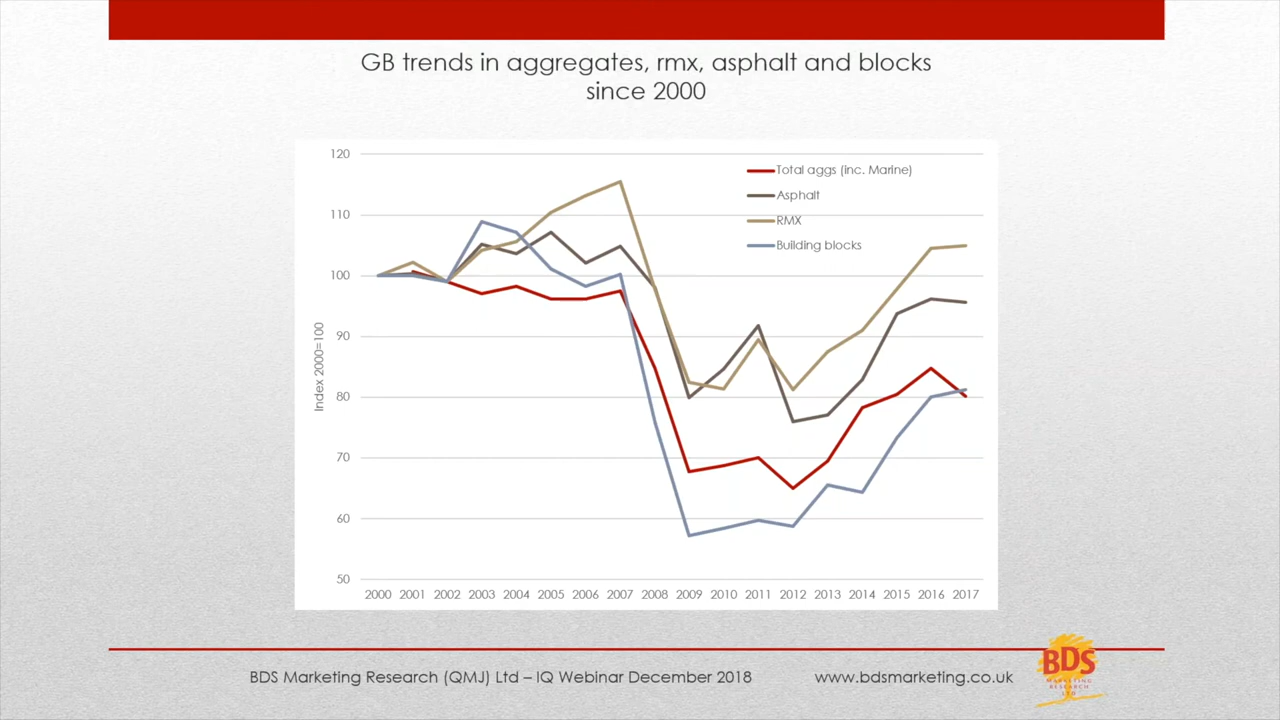 GB trends in aggregates, rmx, asphalt and blocks
since 2000
120
110
100
90
80
70
60
50
Index 2000=100
Total aggs (inc. Marine)
Asphalt
RMX
Building blocks
2000 2001 2002 2003 2004 2005 2006 2007 2008 2009 2010 2011 2012 2013 2014 2015 2016 2017
BDS Marketing Research (QMJ) Ltd – IQ Webinar December 2018 www.bdsmarketing.co.uk
BDS
MARKETING
RESEARCH
LTD